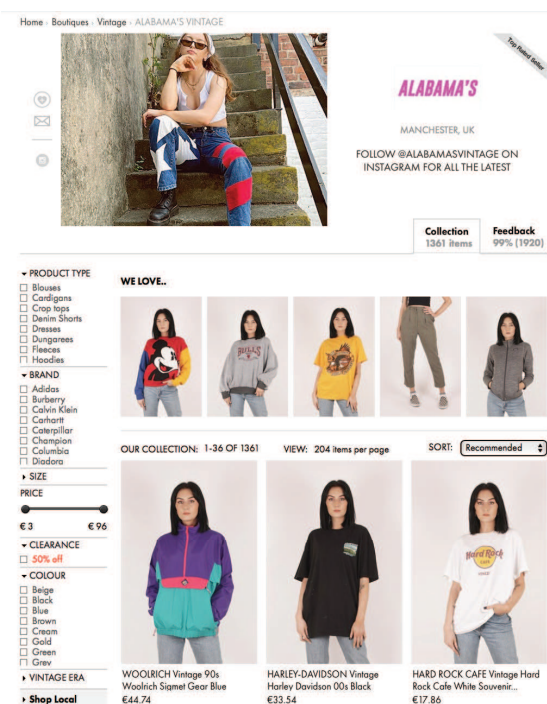 Home › Boutiques › Vintage › ALABAMA'S VINTAGE
Top Rated Seller
ALABAMA'S
MANCHESTER, UK
FOLLOW @ALABAMASVINTAGE ON
INSTAGRAM FOR ALL THE LATEST
Collection
1361 items
Feedback
99% (1920)
PRODUCT TYPE
Blouses
Cardigans
Crop tops
Denim Shorts
Dresses
Dungarees
Fleeces
Hoodies
BRAND
Adidas
Burberry
Calvin Klein
Carhartt
Caterpillar
Champion
Columbia
Diadora
SIZE
PRICE
€3 €96
CLEARANCE
50% off
COLOUR
Beige
Black
Blue
Brown
Cream
Gold
Green
Grey
VINTAGE ERA
Shop Local
WE LOVE..
BULLS
OUR COLLECTION: 1-36 OF 1361 VIEW: 204 items per page SORT: Recommended
Hard Rock
CAFE
WOOLRICH Vintage 90s
Woolrich Sigmet Gear Blue
€44.74
HARLEY-DAVIDSON Vintage
Harley Davidson 00s Black
€33.54
HARD ROCK CAFE Vintage Hard
Rock Cafe White Souvenir...
€17.86